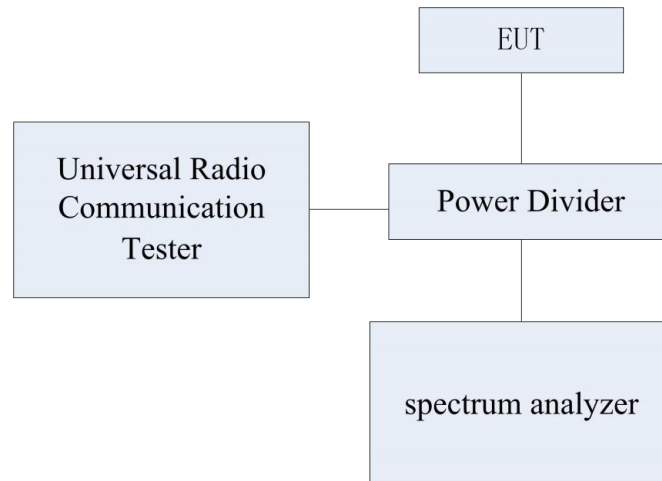 EUT
Universal Radio
Communication
Tester
Power Divider
spectrum analyzer